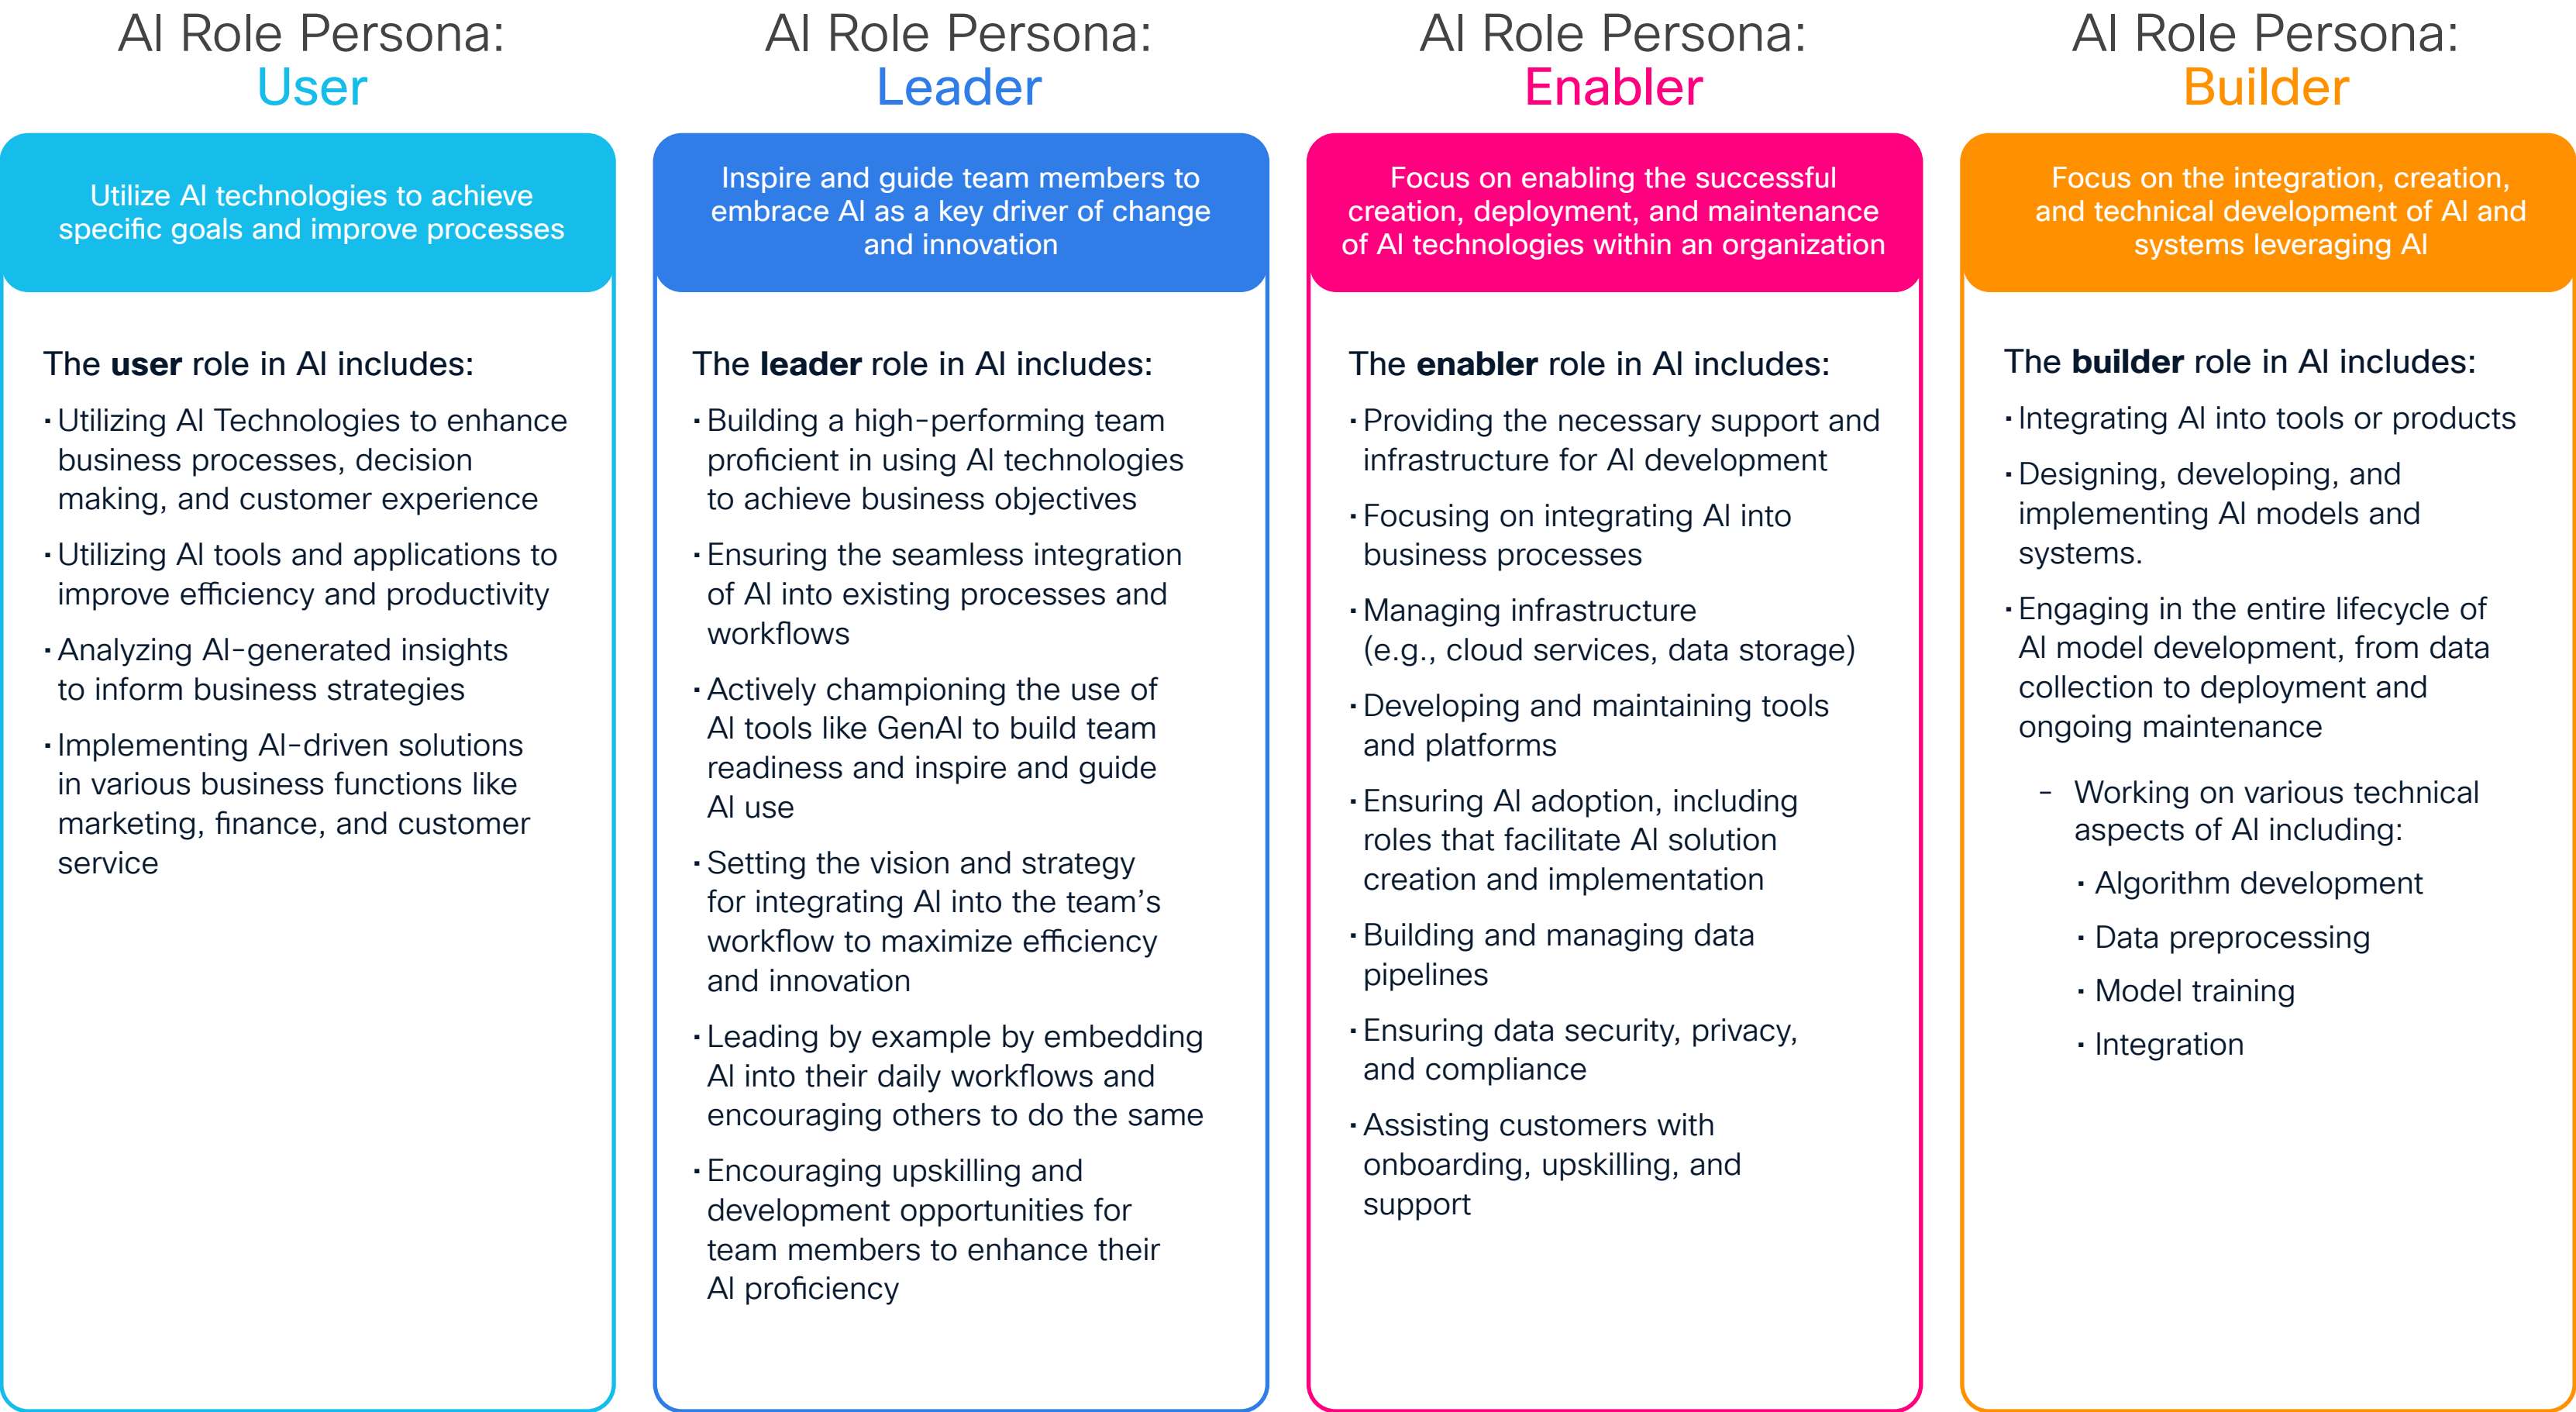 AI Role Persona:
User
Utilize AI technologies to achieve
specific goals and improve processes
The user role in AI includes:
· Utilizing AI Technologies to enhance
business processes, decision
making, and customer experience
· Utilizing AI tools and applications to
improve efficiency and productivity
· Analyzing AI-generated insights
to inform business strategies
· Implementing AI-driven solutions
in various business functions like
marketing, finance, and customer
service
AI Role Persona:
Leader
Inspire and guide team members to
embrace AI as a key driver of change
and innovation
The leader role in AI includes:
· Building a high-performing team
proficient in using AI technologies
to achieve business objectives
· Ensuring the seamless integration
of AI into existing processes and
workflows
· Actively championing the use of
AI tools like GenAI to build team
readiness and inspire and guide
AI use
· Setting the vision and strategy
for integrating AI into the team’s
workflow to maximize efficiency
and innovation
· Leading by example by embedding
AI into their daily workflows and
encouraging others to do the same
· Encouraging upskilling and
development opportunities for
team members to enhance their
AI proficiency
AI Role Persona:
Enabler
Focus on enabling the successful
creation, deployment, and maintenance
of AI technologies within an organization
The enabler role in AI includes:
· Providing the necessary support and
infrastructure for AI development
· Focusing on integrating AI into
business processes
· Managing infrastructure
(e.g., cloud services, data storage)
· Developing and maintaining tools
and platforms
· Ensuring AI adoption, including
roles that facilitate AI solution
creation and implementation
· Building and managing data
pipelines
· Ensuring data security, privacy,
and compliance
· Assisting customers with
onboarding, upskilling, and
support
AI Role Persona:
Builder
Focus on the integration, creation,
and technical development of AI and
systems leveraging AI
The builder role in AI includes:
· Integrating AI into tools or products
· Designing, developing, and
implementing AI models and
systems.
· Engaging in the entire lifecycle of
AI model development, from data
collection to deployment and
ongoing maintenance
– Working on various technical
aspects of AI including:
· Algorithm development
· Data preprocessing
· Model training
· Integration